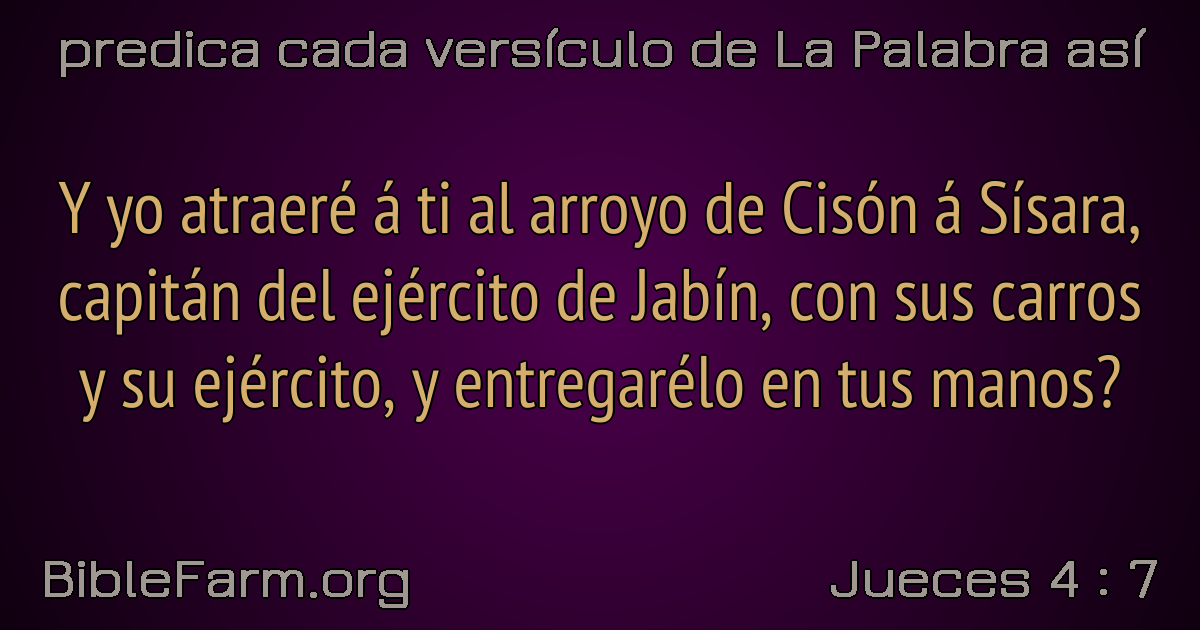 predica cada versículo de La Palabra así
Y yo atraeré á ti al arroyo de Cisón á Sísara,
capitán del ejército de Jabín, con sus carros
y su ejército, y entregarélo en tus manos?
BibleFarm.org
Jueces 4 : 7